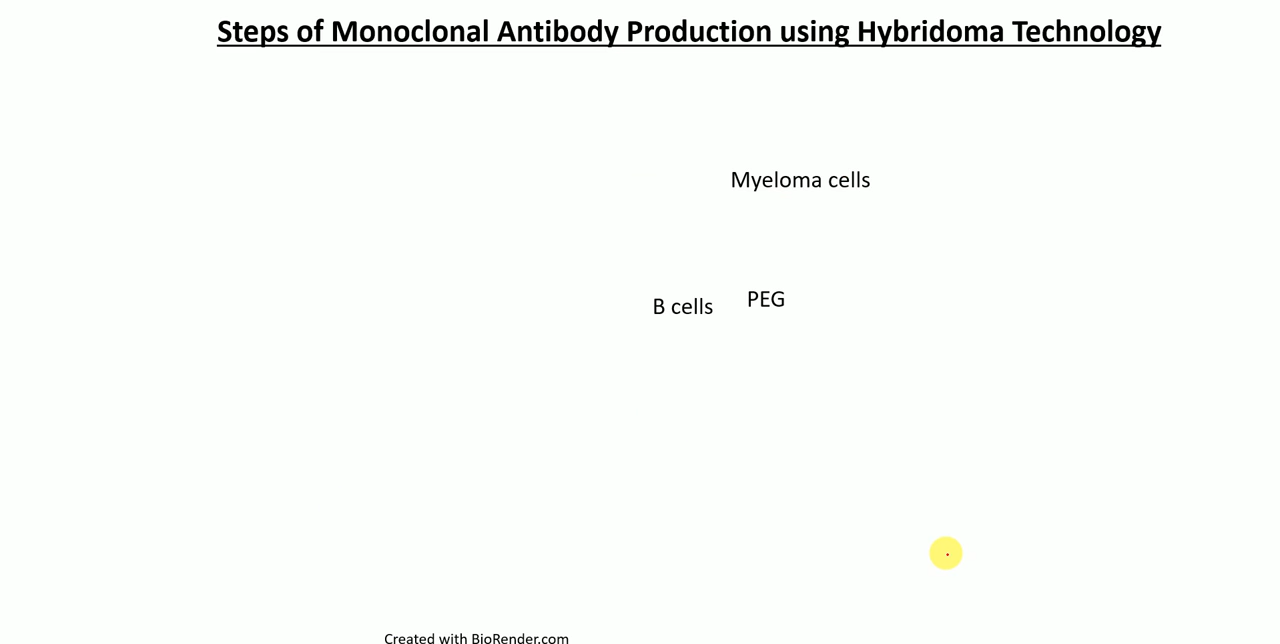 Steps of Monoclonal Antibody Production using Hybridoma Technology
Myeloma cells
B cells
PEG
Created with BioRender.com